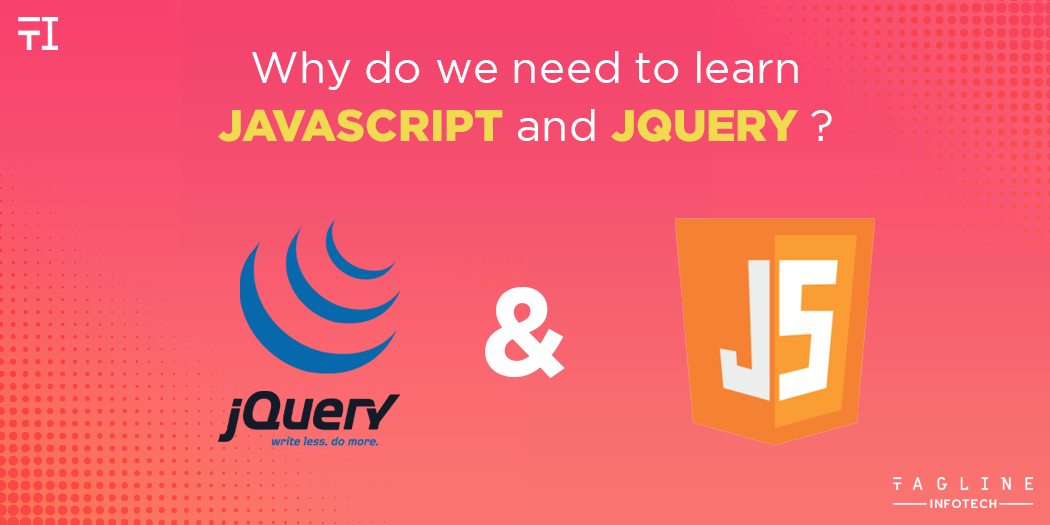 TI
Why do we need to learn
JAVASCRIPT and JQUERY ?
&
JS
jQuery
write less, do more.
TAGLINE
INFOTECH